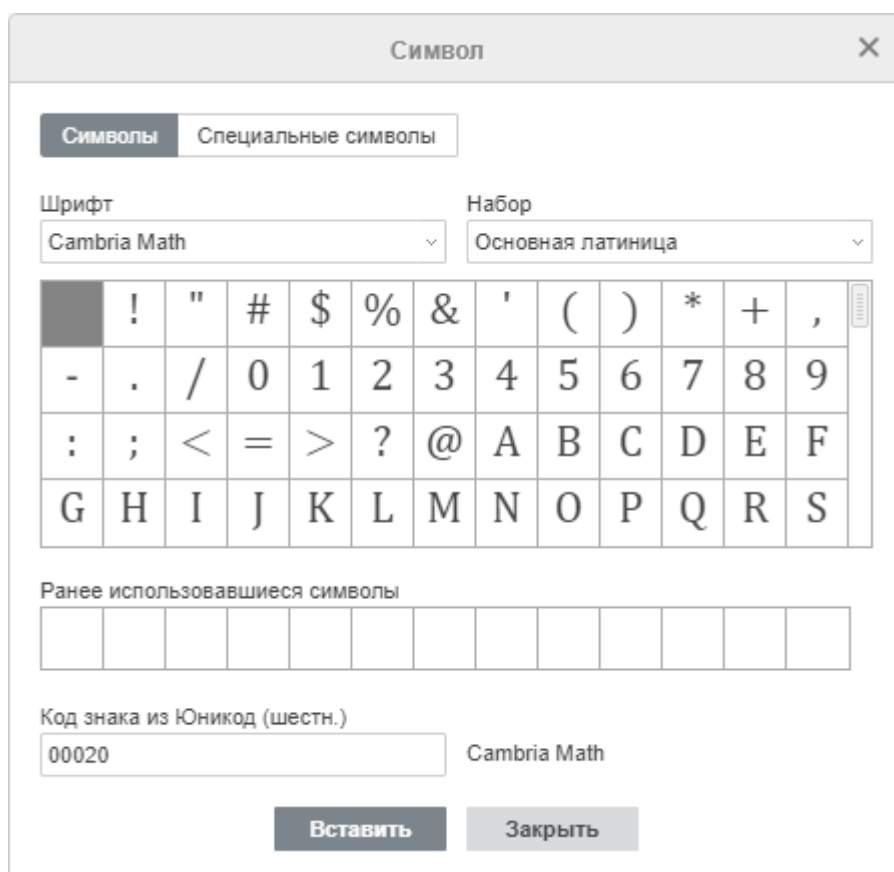 Символ
Символы Специальные символы
Шрифт Набор
Cambria Math Основная латиница
! " # $ % & ' ( ) * + ,
- . / 0 1 2 3 4 5 6 7 8 9
: ; < = > ? @ A B C D E F
G H I J K L M N O P Q R S
Ранее использовавшиеся символы
Код знака из Юникод (шестн.)
00020 Cambria Math
Вставить Закрыть